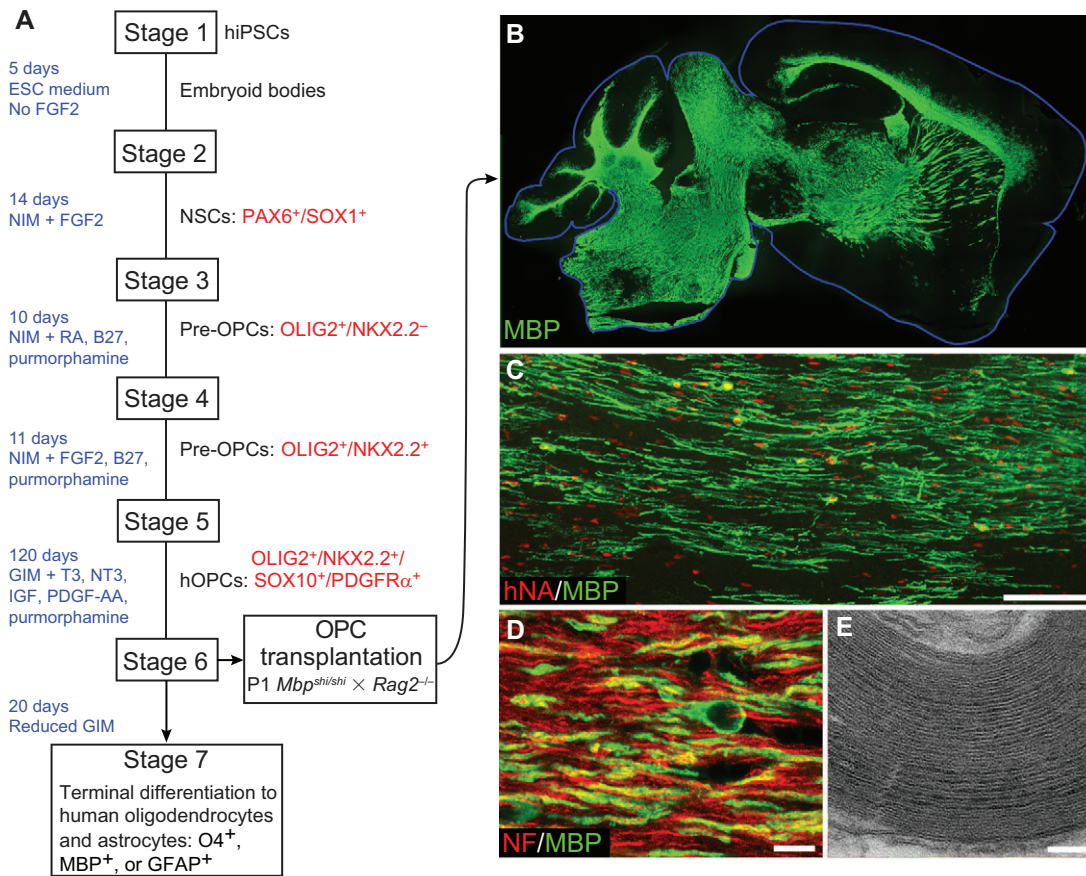 A
Stage 1
hiPSCs
5 days
ESC medium
No FGF2
Embryoid bodies
Stage 2
14 days
NIM + FGF2
NSCs: PAX6⁺/SOX1⁺
Stage 3
10 days
NIM + RA, B27,
purmorphamine
Pre-OPCs: OLIG2⁺/NKX2.2⁻
Stage 4
11 days
NIM + FGF2, B27,
purmorphamine
Pre-OPCs: OLIG2⁺/NKX2.2⁺
Stage 5
120 days
GIM + T3, NT3,
IGF, PDGF-AA,
purmorphamine
OLIG2⁺/NKX2.2⁺/
hOPCs: SOX10⁺/PDGFRα⁺
Stage 6
OPC
transplantation
P1 Mbpˢʰⁱ/ˢʰⁱ × Rag2⁻/⁻
20 days
Reduced GIM
Stage 7
Terminal differentiation to
human oligodendrocytes
and astrocytes: O4⁺,
MBP⁺, or GFAP⁺
B
MBP
C
hNA/MBP
D
NF/MBP
E